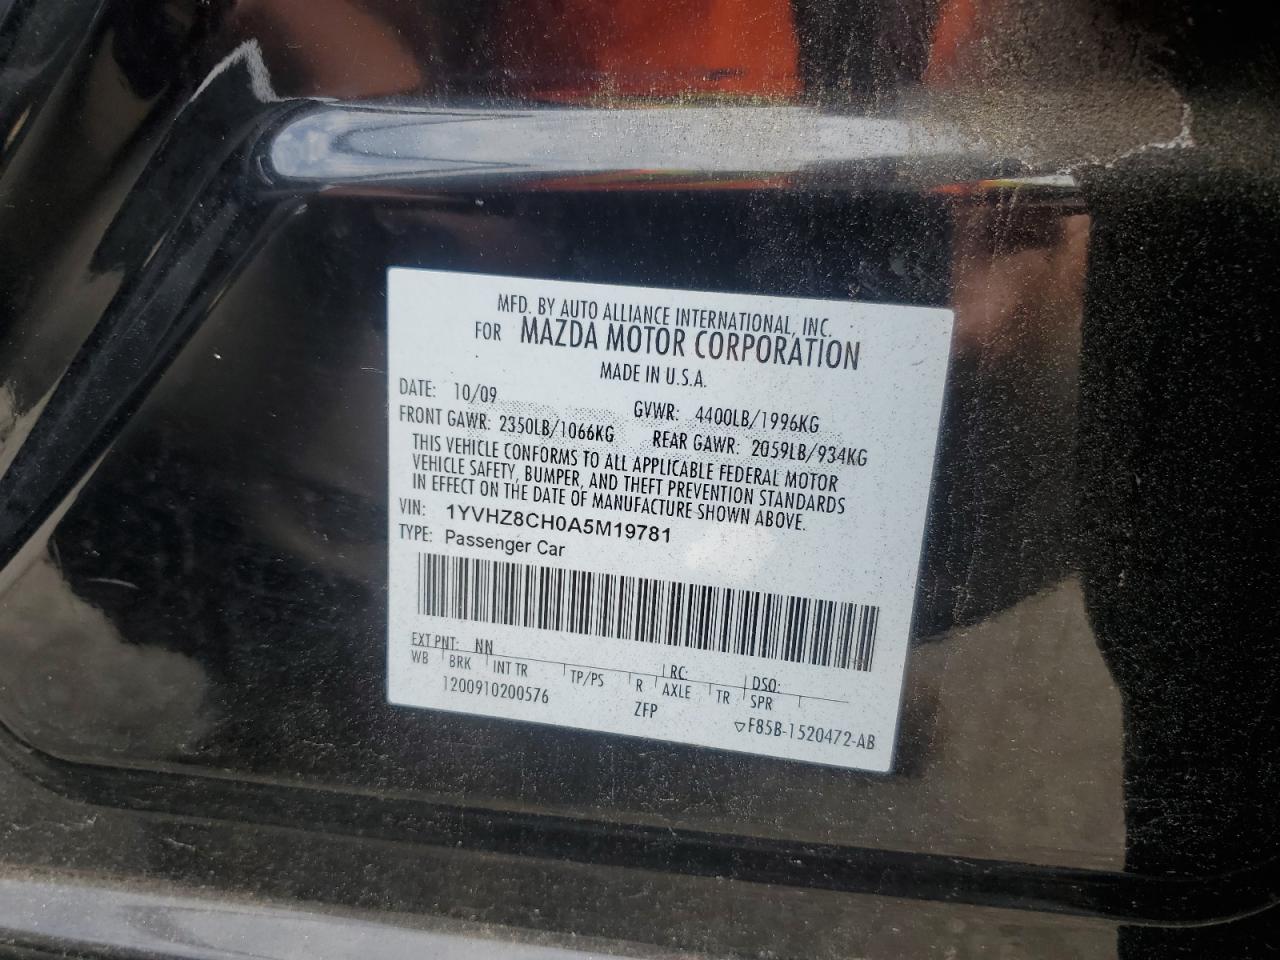 MFD. BY AUTO ALLIANCE INTERNATIONAL, INC.
FOR MAZDA MOTOR CORPORATION
MADE IN U.S.A.
DATE: 10/09 GVWR: 4400LB/1996KG
FRONT GAWR: 2350LB/1066KG REAR GAWR: 2059LB/934KG
THIS VEHICLE CONFORMS TO ALL APPLICABLE FEDERAL MOTOR
VEHICLE SAFETY, BUMPER, AND THEFT PREVENTION STANDARDS
IN EFFECT ON THE DATE OF MANUFACTURE SHOWN ABOVE.
VIN: 1YVHZ8CH0A5M19781
TYPE: Passenger Car
EXT PNT: NN RC: DSO:
WB BRK INT TR TP/PS R AXLE TR SPR
1200910200576 ZFP ▽F85B-1520472-AB